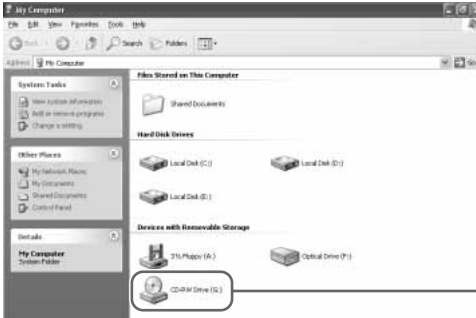 My Computer
File Edit View Favorites Tools Help
Back Search Folders
Address My Computer Go
System Tasks
View system information
Add or remove programs
Change a setting
Other Places
My Network Places
My Documents
Shared Documents
Control Panel
Details
My Computer
System Folder
Files Stored on This Computer
Shared Documents
Hard Disk Drives
Local Disk (C:)
Local Disk (D:)
Local Disk (E:)
Devices with Removable Storage
3½ Floppy (A:)
Optical Drive (F:)
CD-RW Drive (G:)